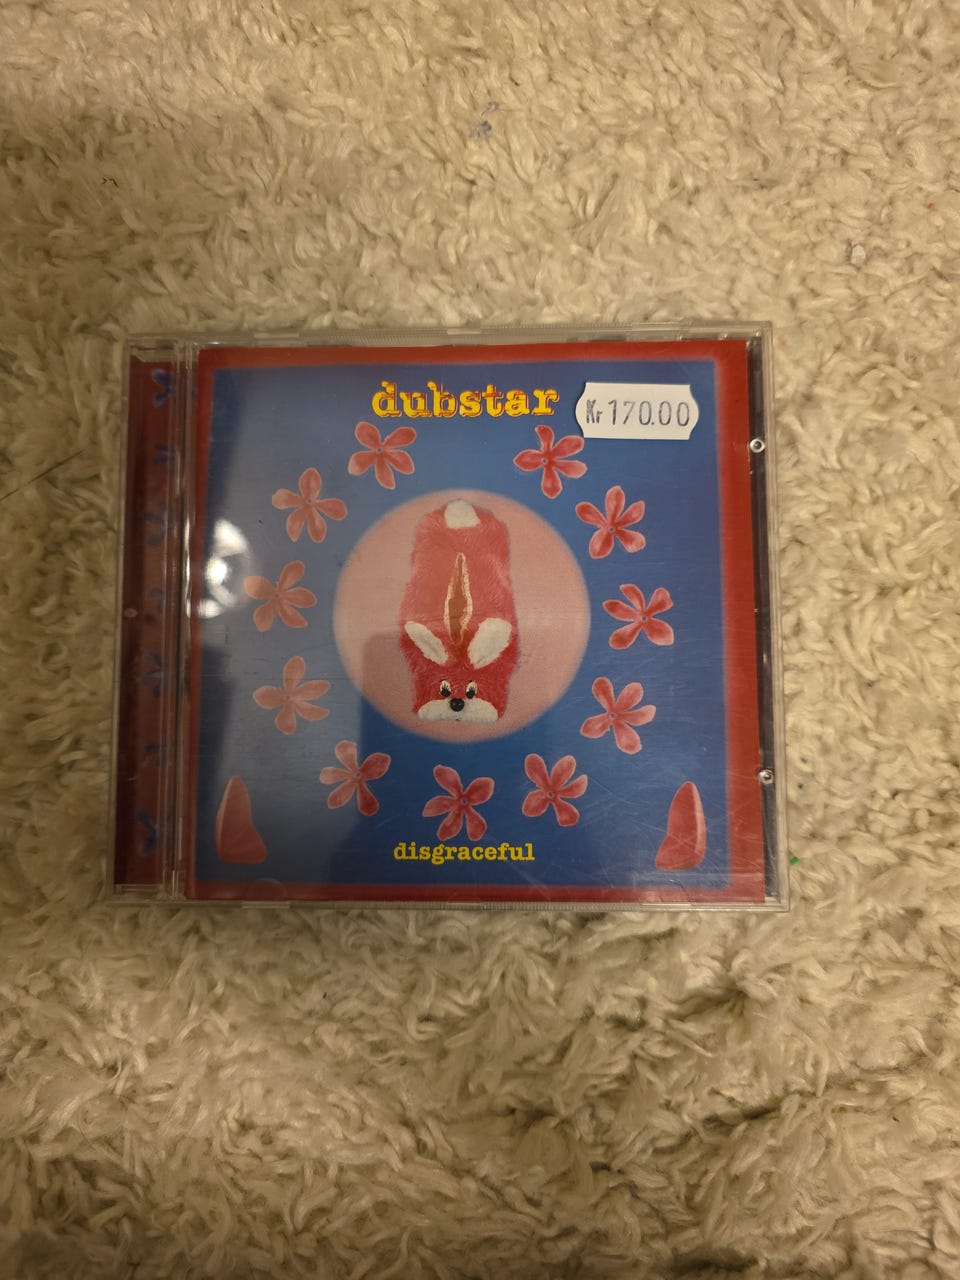 dubstar
Kr 170.00
disgraceful